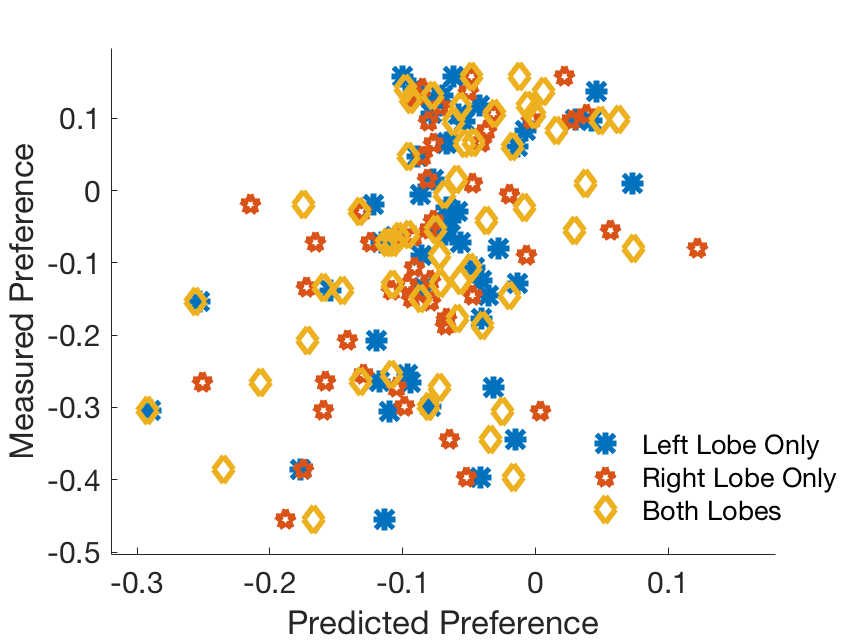 0.1
0
-0.1
-0.2
-0.3
-0.4
-0.5
Measured Preference
Left Lobe Only
Right Lobe Only
Both Lobes
-0.3
-0.2
-0.1
0
0.1
Predicted Preference